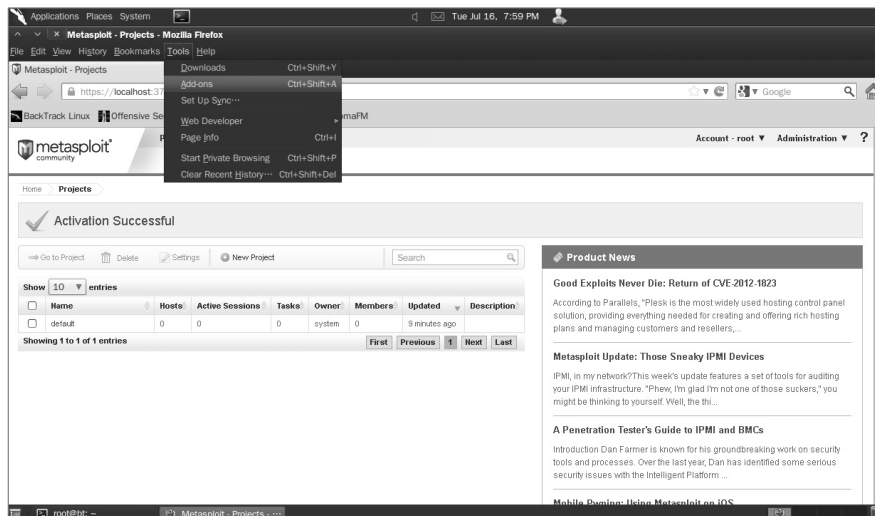 Applications Places System Tue Jul 16, 7:59 PM
Metasploit - Projects - Mozilla Firefox
File Edit View History Bookmarks Tools Help
Metasploit - Projects
Downloads Ctrl+Shift+Y
Add-ons Ctrl+Shift+A
Set Up Sync...
Web Developer
Page Info Ctrl+I
Start Private Browsing Ctrl+Shift+P
Clear Recent History... Ctrl+Shift+Del
https://localhost:37
Google
BackTrack Linux Offensive Se maFM
metasploit
community
Account - root ▼ Administration ▼ ?
Home Projects
Activation Successful
Go to Project Delete Settings New Project Search
Show 10 entries
Name Hosts Active Sessions Tasks Owner Members Updated Description
default 0 0 0 system 0 9 minutes ago
Showing 1 to 1 of 1 entries First Previous 1 Next Last
Product News
Good Exploits Never Die: Return of CVE-2012-1823
According to Parallels, "Plesk is the most widely used hosting control panel
solution, providing everything needed for creating and offering rich hosting
plans and managing customers and resellers,...
Metasploit Update: Those Sneaky IPMI Devices
IPMI, in my network?This week's update features a set of tools for auditing
your IPMI infrastructure. "Phew, I'm glad I'm not one of those suckers," you
might be thinking to yourself. Well, the thi...
A Penetration Tester's Guide to IPMI and BMCs
Introduction Dan Farmer is known for his groundbreaking work on security
tools and processes. Over the last year, Dan has identified some serious
security issues with the Intelligent Platform ...
Mobile Pwning: Using Metasploit on iOS
root@bt: ~ Metasploit - Projects - ...